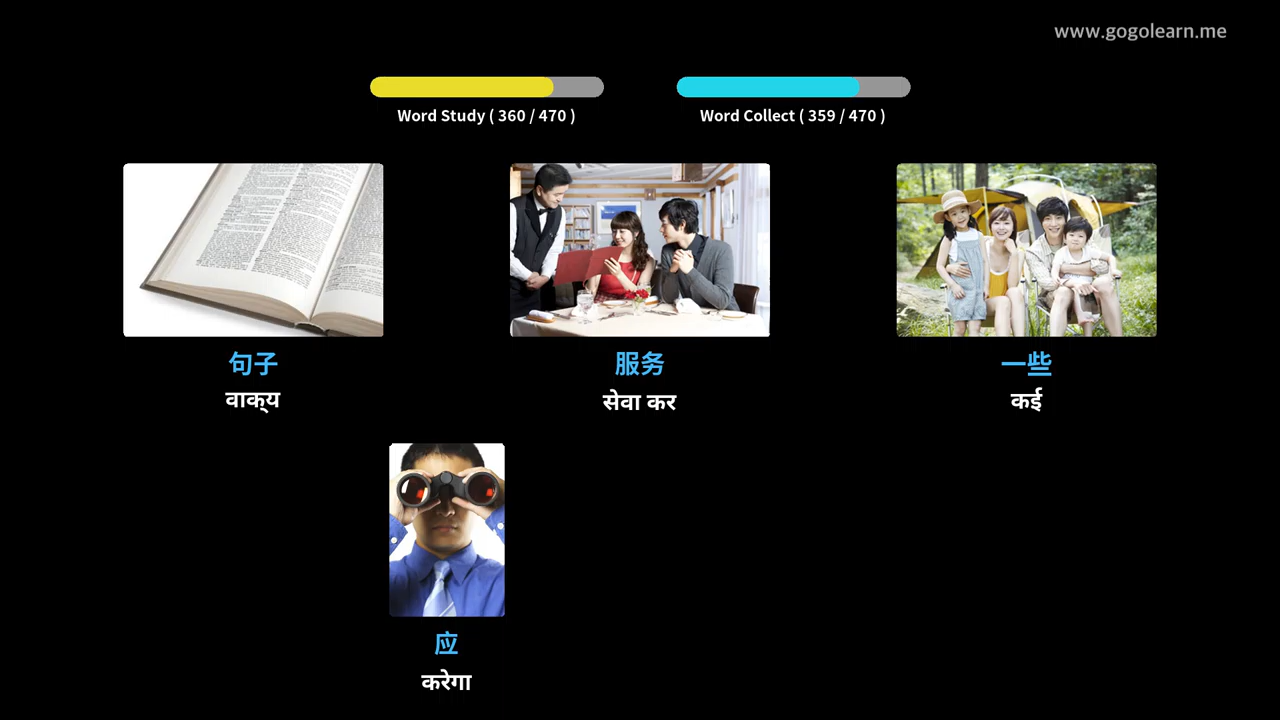 www.gogolearn.me
Word Study ( 360 / 470 )
Word Collect ( 359 / 470 )
句子
वाक्य
服务
सेवा कर
一些
कई
应
करेगा